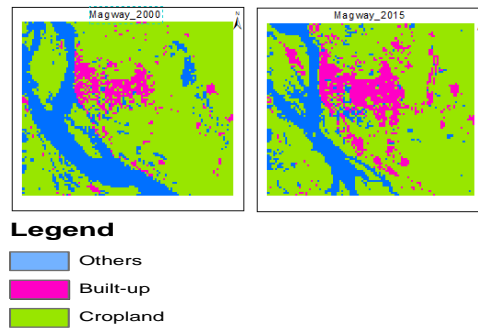 Magway_2000
N
Magway_2015
Legend
Others
Built-up
Cropland